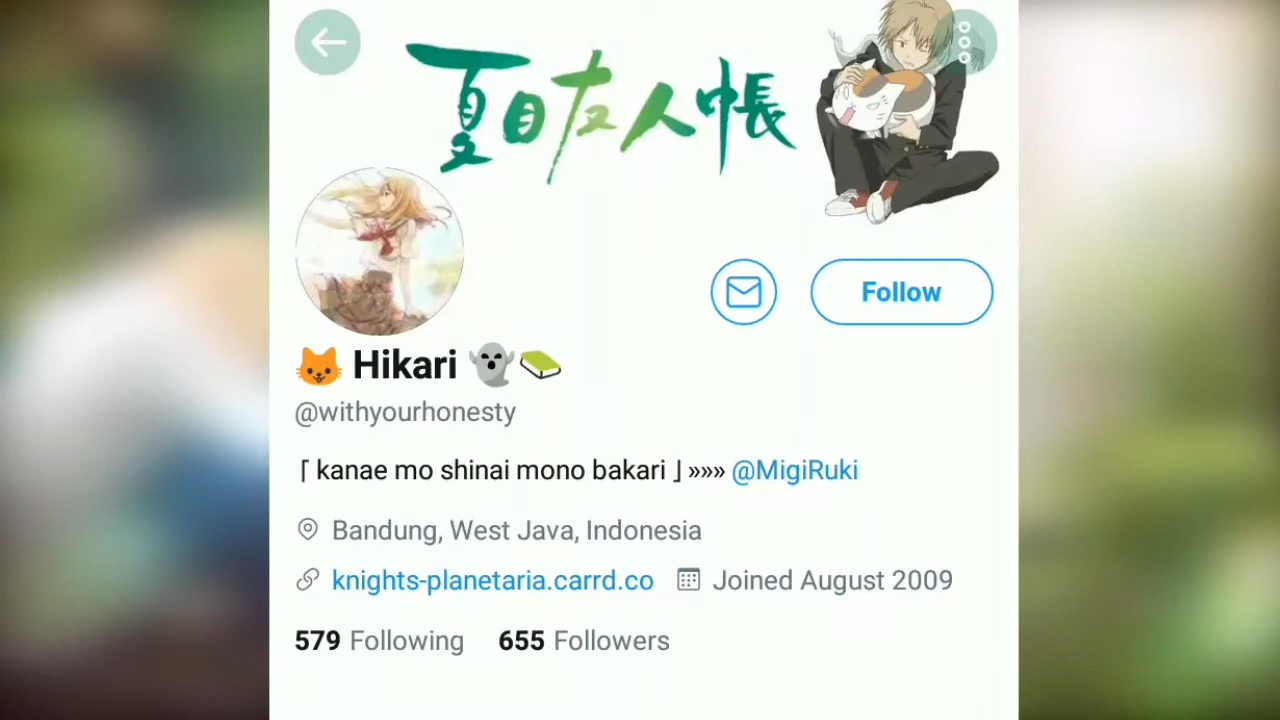 夏目友人帳
Follow
Hikari
@withyourhonesty
「 kanae mo shinai mono bakari 」 »»» @MigiRuki
Bandung, West Java, Indonesia
knights-planetaria.carrd.co Joined August 2009
579 Following 655 Followers